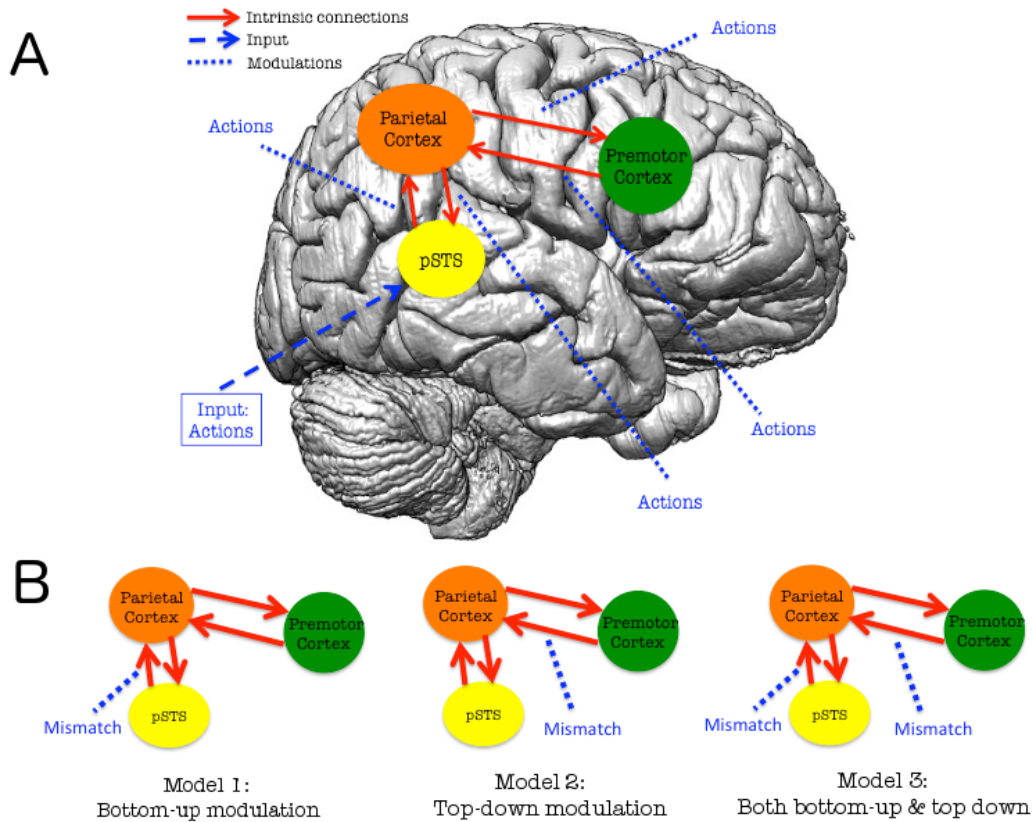 A
Intrinsic connections
Input
Modulations
Actions
Actions
Parietal
Cortex
Premotor
Cortex
pSTS
Input:
Actions
Actions
Actions
B
Parietal
Cortex
Premotor
Cortex
pSTS
Mismatch
Model 1:
Bottom-up modulation
Parietal
Cortex
Premotor
Cortex
pSTS
Mismatch
Model 2:
Top-down modulation
Parietal
Cortex
Premotor
Cortex
pSTS
Mismatch
Mismatch
Model 3:
Both bottom-up & top down